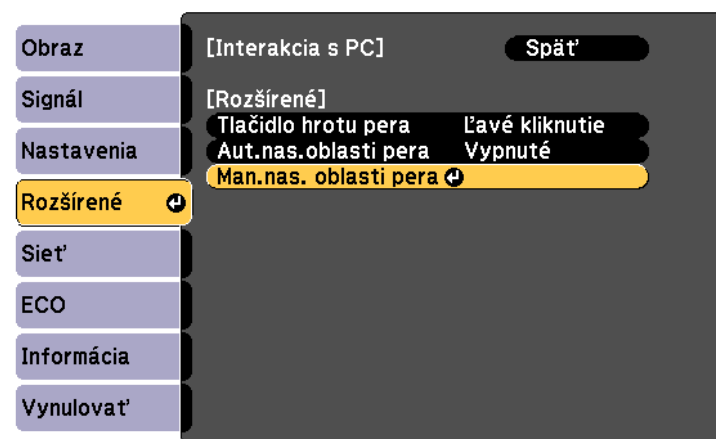 Obraz
Signál
Nastavenia
Rozšírené
Sieť
ECO
Informácia
Vynulovať
[Interakcia s PC] Späť
[Rozšírené]
Tlačidlo hrotu pera Ľavé kliknutie
Aut.nas.oblasti pera Vypnuté
Man.nas. oblasti pera